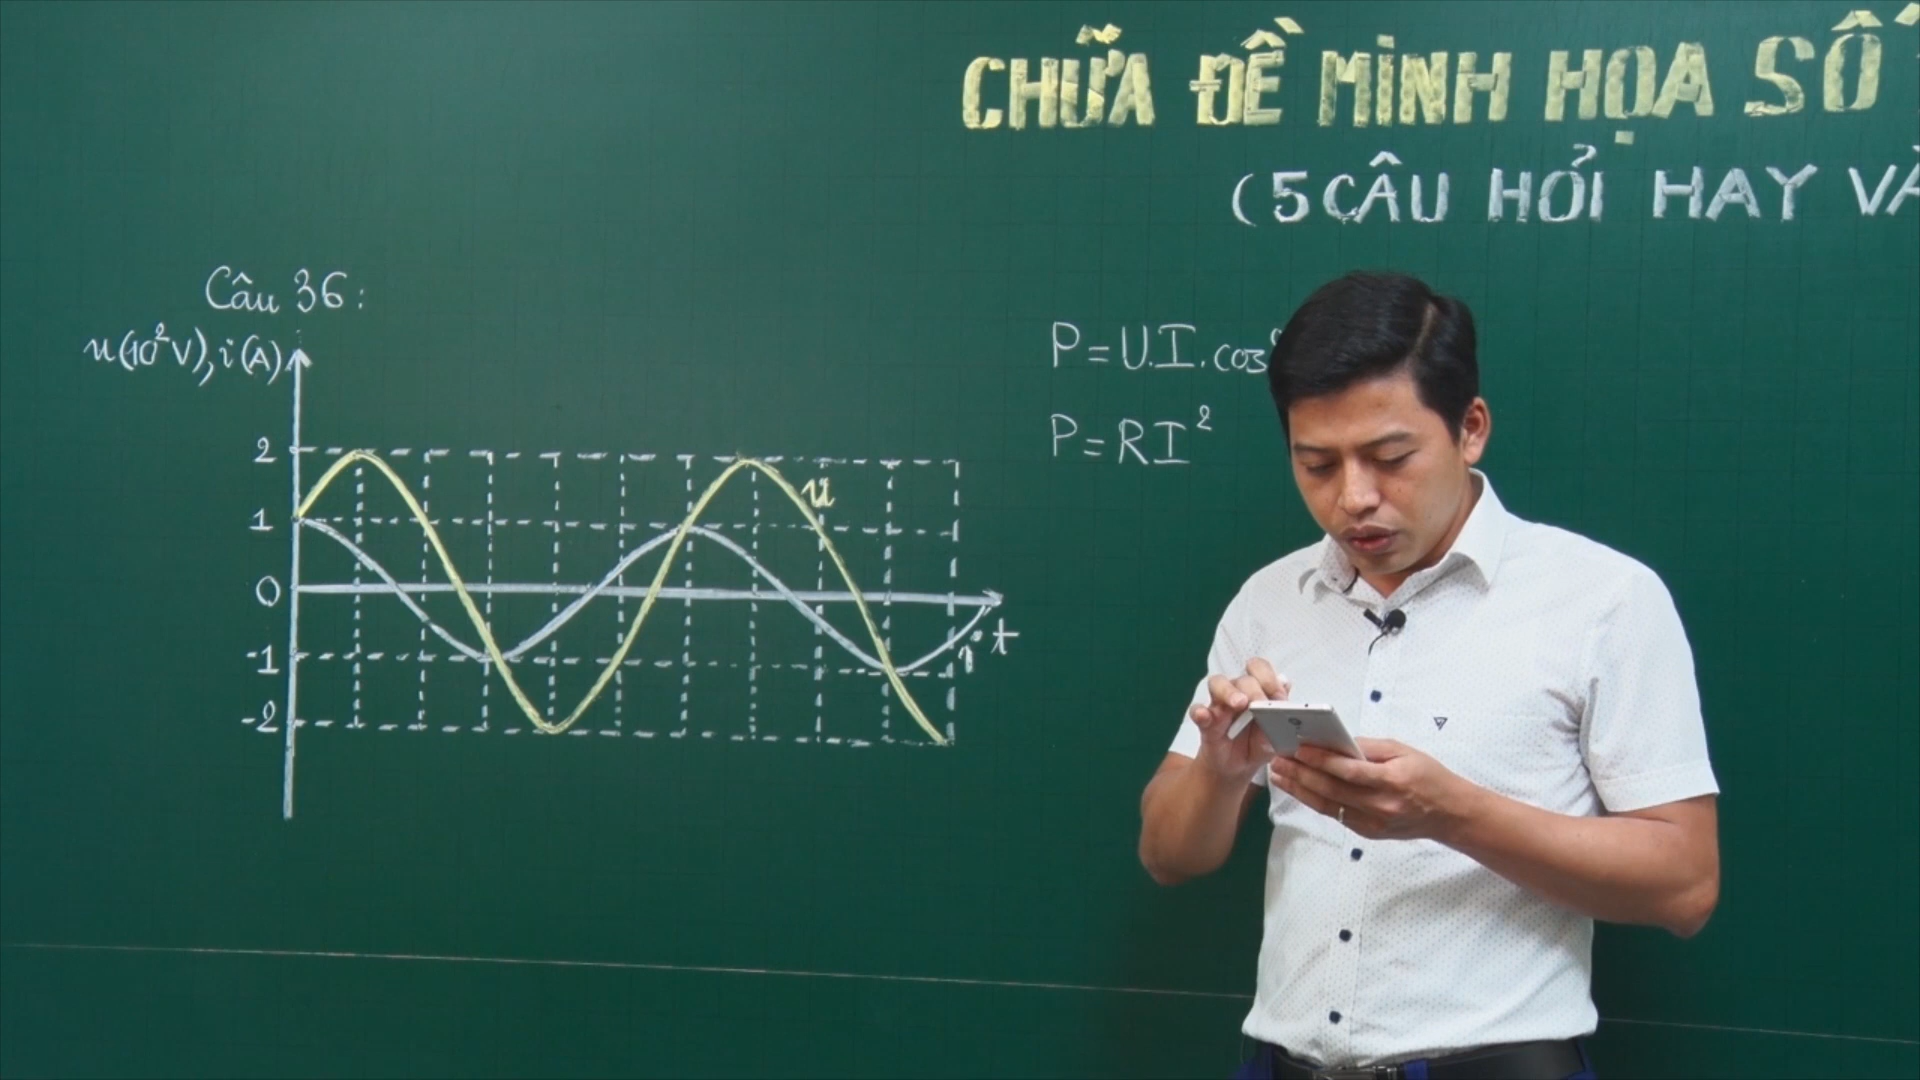 CHỮA ĐỀ MINH HỌA SỐ
(5 CÂU HỎI HAY VÀ
Câu 36:
u(10²V), i(A)
2
1
0
-1
-2
u
i
t
P = U.I.cos
P = RI²